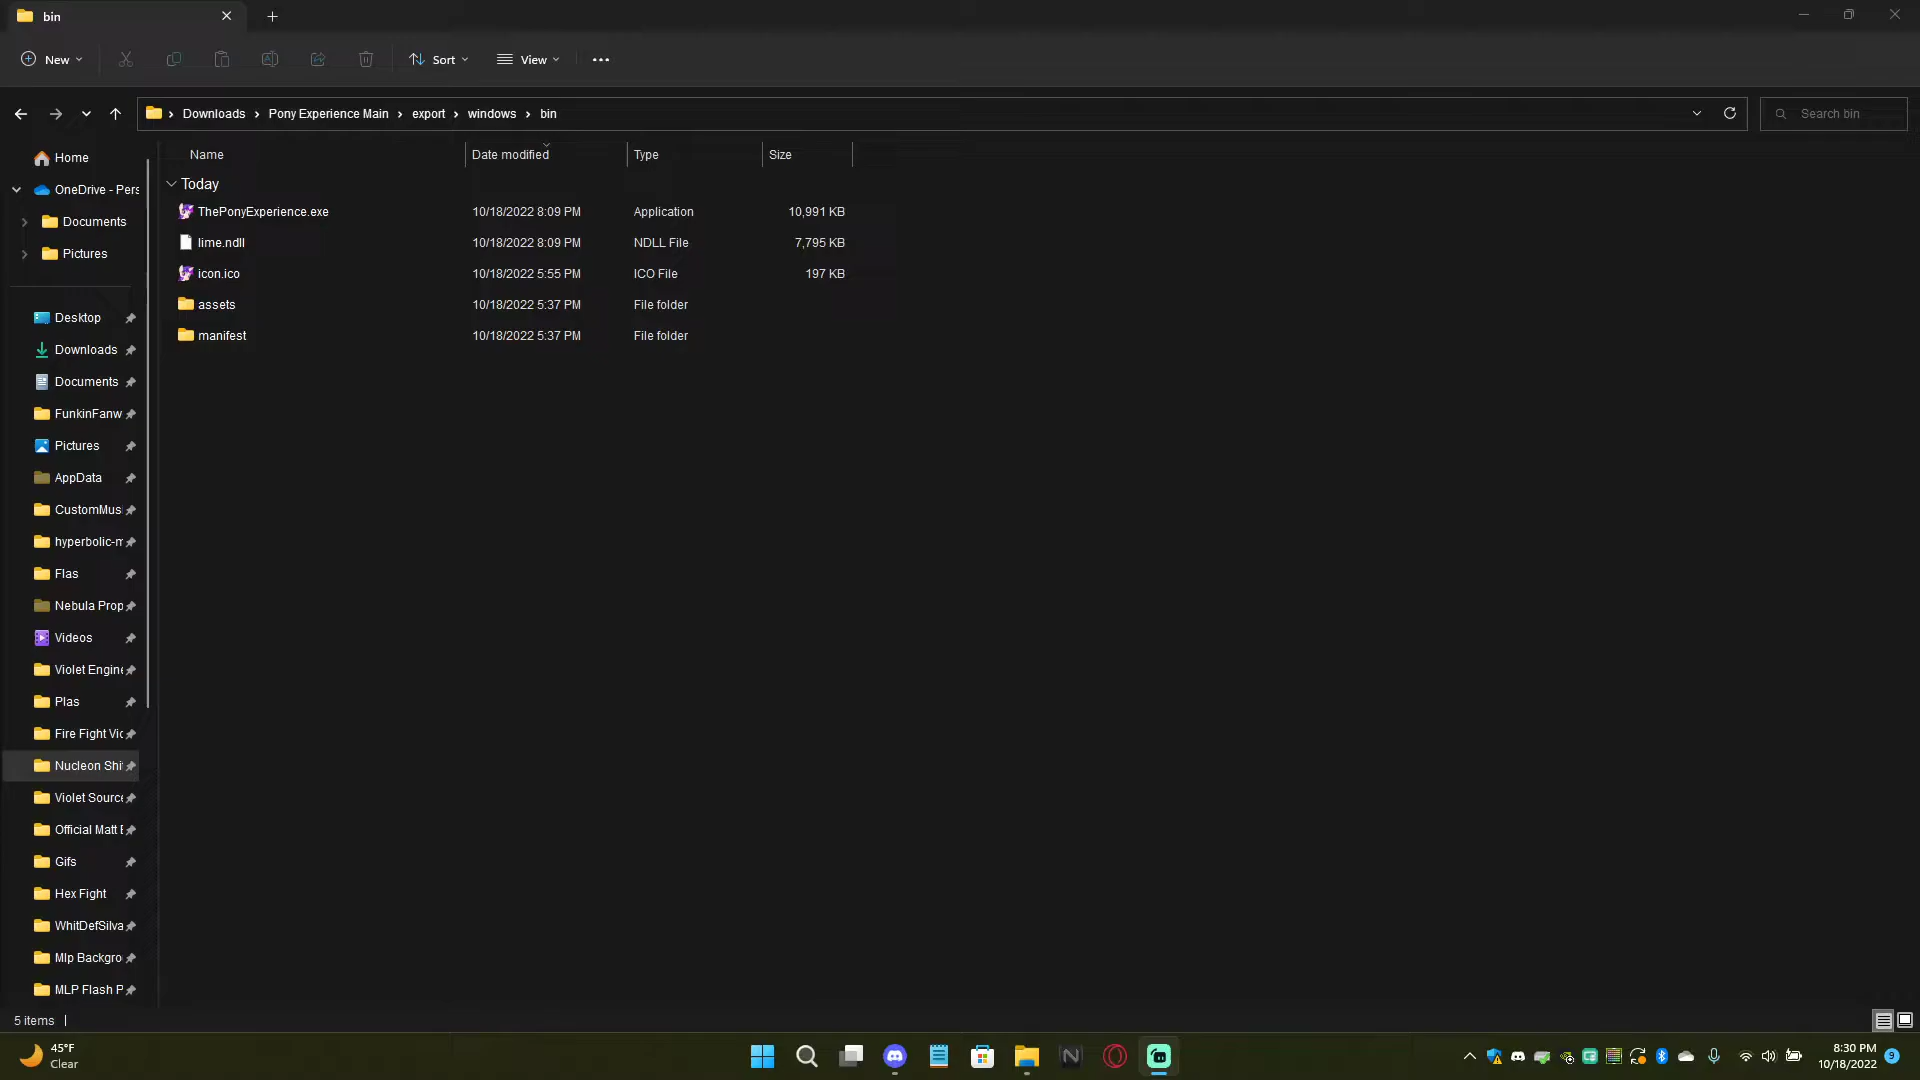 bin
New
Sort
View
Downloads
Pony Experience Main
export
windows
bin
Search bin
Home
OneDrive - Pers
Documents
Pictures
Desktop
Downloads
Documents
FunkinFanw
Pictures
AppData
CustomMus
hyperbolic-m
Flas
Nebula Prop
Videos
Violet Engine
Plas
Fire Fight Vic
Nucleon Shi
Violet Source
Official Matt E
Gifs
Hex Fight
WhitDefSilva
Mlp Backgro
MLP Flash P
Name Date modified Type Size
Today
ThePonyExperience.exe 10/18/2022 8:09 PM Application 10,991 KB
lime.ndll 10/18/2022 8:09 PM NDLL File 7,795 KB
icon.ico 10/18/2022 5:55 PM ICO File 197 KB
assets 10/18/2022 5:37 PM File folder
manifest 10/18/2022 5:37 PM File folder
5 items
45°F
Clear
8:30 PM
10/18/2022
9